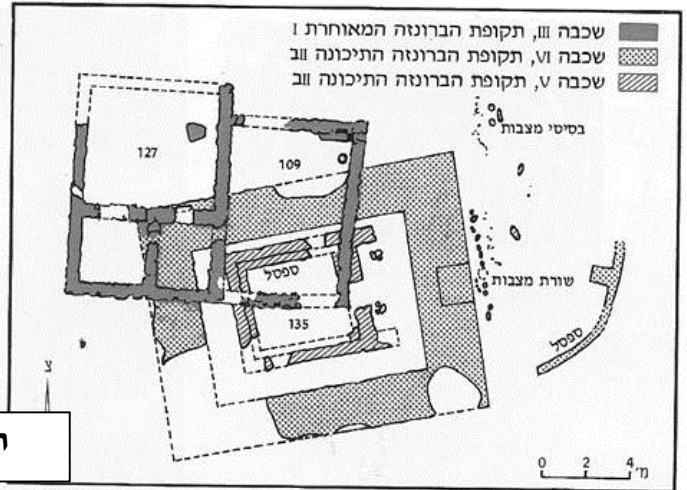 שכבה III, תקופת הברונזה המאוחרת I
שכבה VI, תקופת הברונזה התיכונה IIב
שכבה V, תקופת הברונזה התיכונה IIב
בסיסי מצבות
127
109
ספסל
שורת מצבות
135
ספסל
צ
0 2 4 מ'